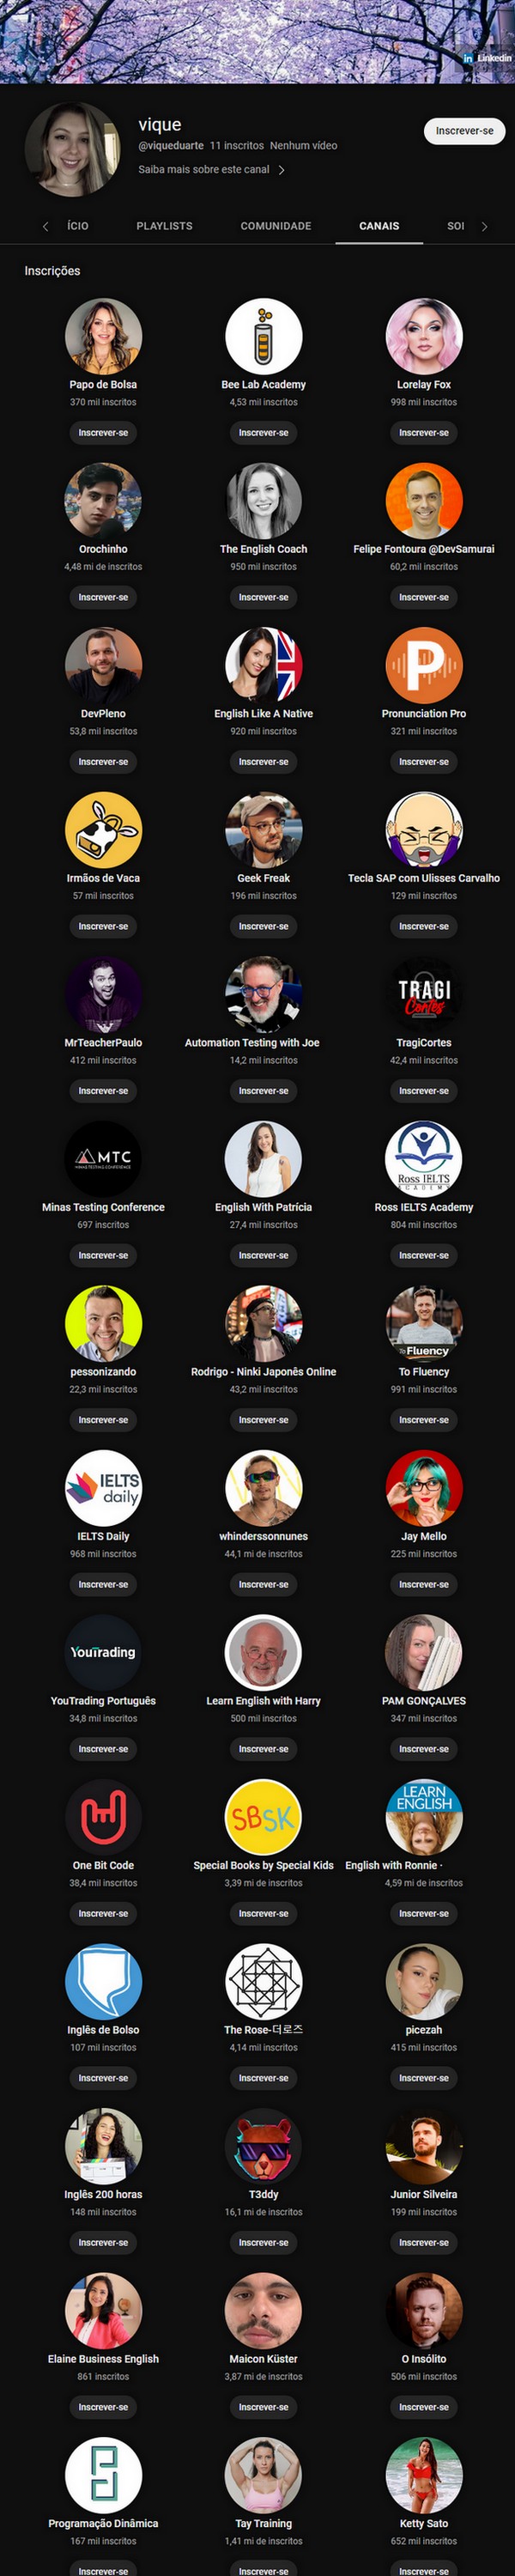 Linkedin
vique
Inscrever-se
@viqueduarte 11 inscritos Nenhum vídeo
Saiba mais sobre este canal
ÍCIO PLAYLISTS COMUNIDADE CANAIS SOI
Inscrições
Papo de Bolsa Bee Lab Academy Lorelay Fox
370 mil inscritos 4,53 mil inscritos 998 mil inscritos
Inscrever-se Inscrever-se Inscrever-se
Orochinho The English Coach Felipe Fontoura @DevSamurai
4,48 mi de inscritos 950 mil inscritos 60,2 mil inscritos
Inscrever-se Inscrever-se Inscrever-se
P
DevPleno English Like A Native Pronunciation Pro
53,8 mil inscritos 920 mil inscritos 321 mil inscritos
Inscrever-se Inscrever-se Inscrever-se
Irmãos de Vaca Geek Freak Tecla SAP com Ulisses Carvalho
57 mil inscritos 196 mil inscritos 129 mil inscritos
Inscrever-se Inscrever-se Inscrever-se
TRAGI
Cortes
MrTeacherPaulo Automation Testing with Joe TragiCortes
412 mil inscritos 14,2 mil inscritos 42,4 mil inscritos
Inscrever-se Inscrever-se Inscrever-se
MTC
MINAS TESTING CONFERENCE
Ross IELTS
ACADEMY
Minas Testing Conference English With Patrícia Ross IELTS Academy
697 inscritos 27,4 mil inscritos 804 mil inscritos
Inscrever-se Inscrever-se Inscrever-se
To Fluency
pessonizando Rodrigo - Ninki Japonês Online To Fluency
22,3 mil inscritos 43,2 mil inscritos 991 mil inscritos
Inscrever-se Inscrever-se Inscrever-se
IELTS
daily
IELTS Daily whinderssonnunes Jay Mello
968 mil inscritos 44,1 mi de inscritos 225 mil inscritos
Inscrever-se Inscrever-se Inscrever-se
YouTrading
YouTrading Português Learn English with Harry PAM GONÇALVES
34,8 mil inscritos 500 mil inscritos 347 mil inscritos
Inscrever-se Inscrever-se Inscrever-se
SBSK
LEARN
ENGLISH
One Bit Code Special Books by Special Kids English with Ronnie ·
38,4 mil inscritos 3,39 mi de inscritos 4,59 mi de inscritos
Inscrever-se Inscrever-se Inscrever-se
Inglês de Bolso The Rose-더로즈 picezah
107 mil inscritos 4,14 mil inscritos 415 mil inscritos
Inscrever-se Inscrever-se Inscrever-se
Inglês 200 horas T3ddy Junior Silveira
148 mil inscritos 16,1 mi de inscritos 199 mil inscritos
Inscrever-se Inscrever-se Inscrever-se
Elaine Business English Maicon Küster O Insólito
861 inscritos 3,87 mi de inscritos 506 mil inscritos
Inscrever-se Inscrever-se Inscrever-se
Programação Dinâmica Tay Training Ketty Sato
167 mil inscritos 1,41 mi de inscritos 652 mil inscritos
Inscrever-se Inscrever-se Inscrever-se